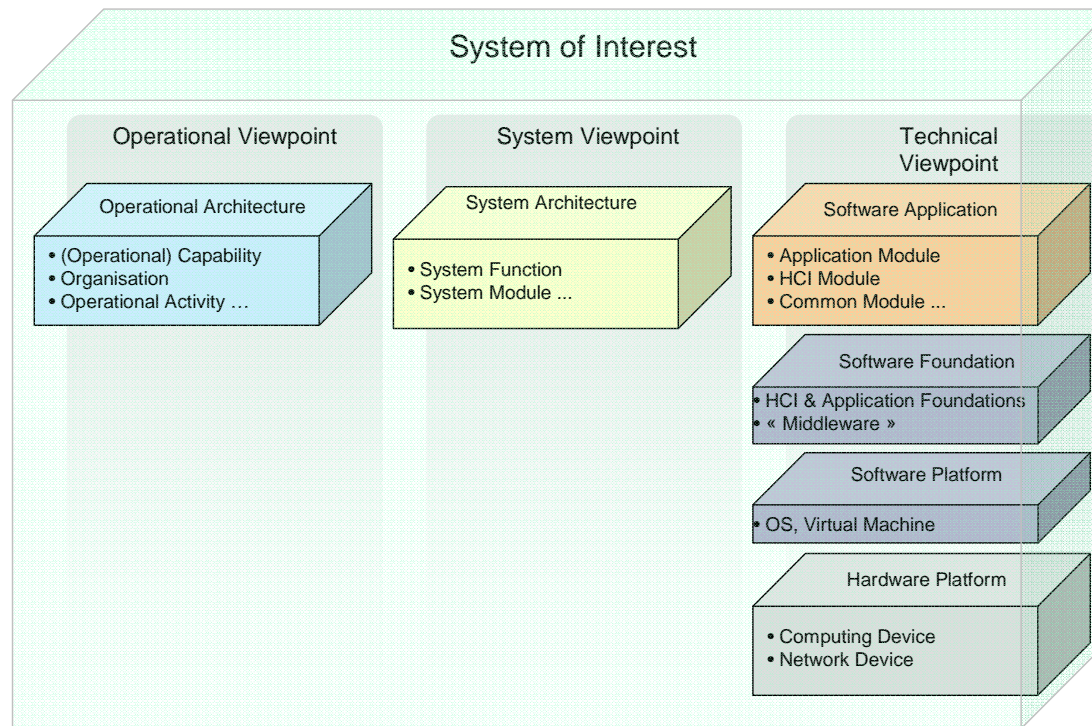 System of Interest
Operational Viewpoint
Operational Architecture
• (Operational) Capability
• Organisation
• Operational Activity …
System Viewpoint
System Architecture
• System Function
• System Module ...
Technical
Viewpoint
Software Application
• Application Module
• HCI Module
• Common Module ...
Software Foundation
• HCI & Application Foundations
• « Middleware »
Software Platform
• OS, Virtual Machine
Hardware Platform
• Computing Device
• Network Device